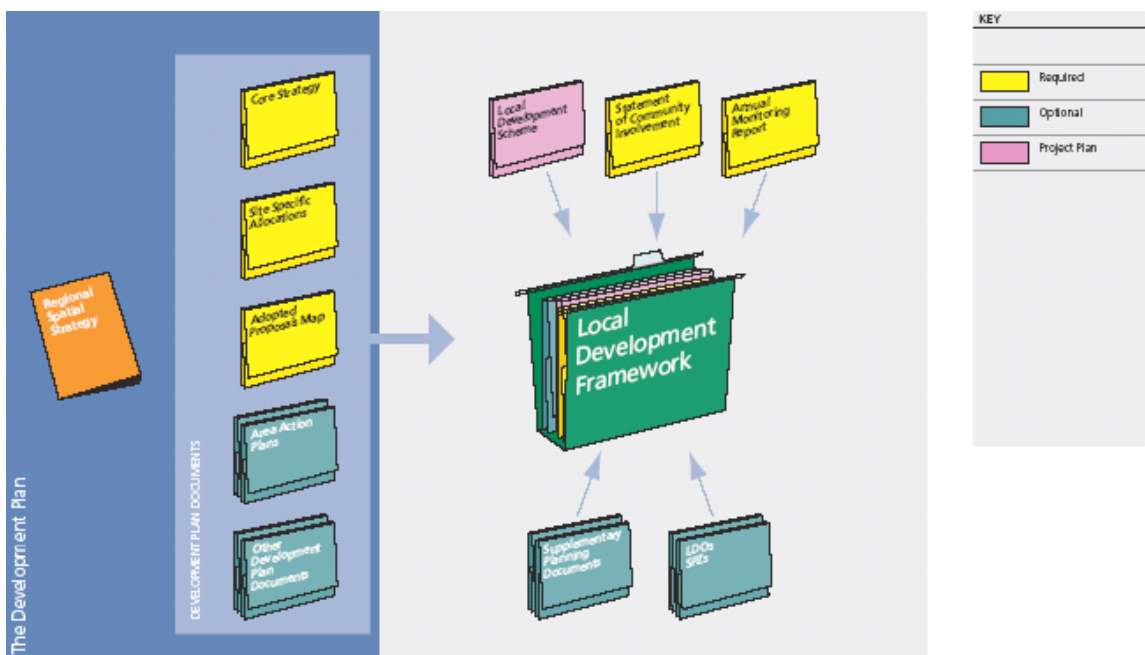 The Development Plan
Regional
Spatial
Strategy
DEVELOPMENT PLAN DOCUMENTS
Core Strategy
Site Specific
Allocations
Adopted
Proposals Map
Area Action
Plans
Other
Development
Plan
Documents
Local
Development
Scheme
Statement
of Community
Involvement
Annual
Monitoring
Report
Local
Development
Framework
Supplementary
Planning
Documents
LDOs
SPZs
KEY
Required
Optional
Project Plan